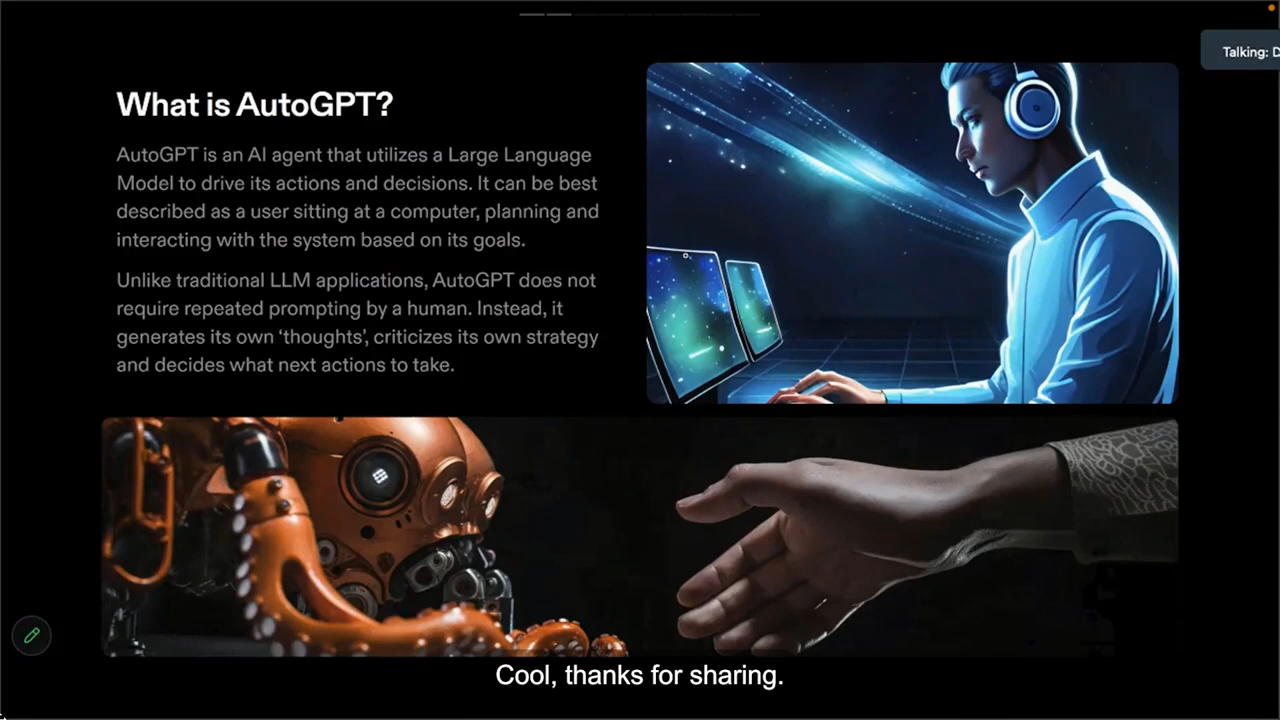 Talking: D
What is AutoGPT?
AutoGPT is an AI agent that utilizes a Large Language
Model to drive its actions and decisions. It can be best
described as a user sitting at a computer, planning and
interacting with the system based on its goals.
Unlike traditional LLM applications, AutoGPT does not
require repeated prompting by a human. Instead, it
generates its own ‘thoughts’, criticizes its own strategy
and decides what next actions to take.
Cool, thanks for sharing.